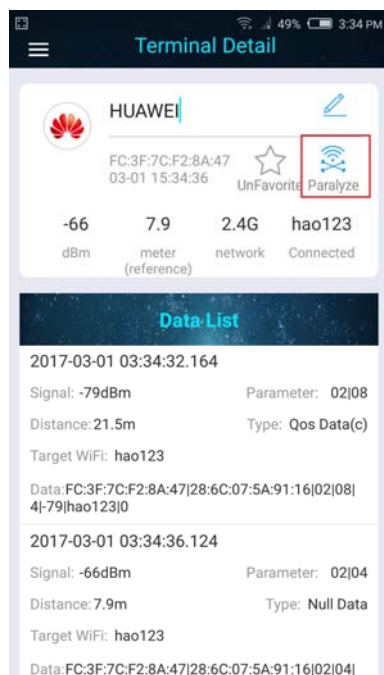 49% 3:34 PM
Terminal Detail
HUAWEI
FC:3F:7C:F2:8A:47
03-01 15:34:36
UnFavorite Paralyze
-66 7.9 2.4G hao123
dBm meter network Connected
(reference)
Data List
2017-03-01 03:34:32.164
Signal: -79dBm Parameter: 02|08
Distance: 21.5m Type: Qos Data(c)
Target WiFi: hao123
Data:FC:3F:7C:F2:8A:47|28:6C:07:5A:91:16|02|08|
4|-79|hao123|0
2017-03-01 03:34:36.124
Signal: -66dBm Parameter: 02|04
Distance: 7.9m Type: Null Data
Target WiFi: hao123
Data:FC:3F:7C:F2:8A:47|28:6C:07:5A:91:16|02|04|